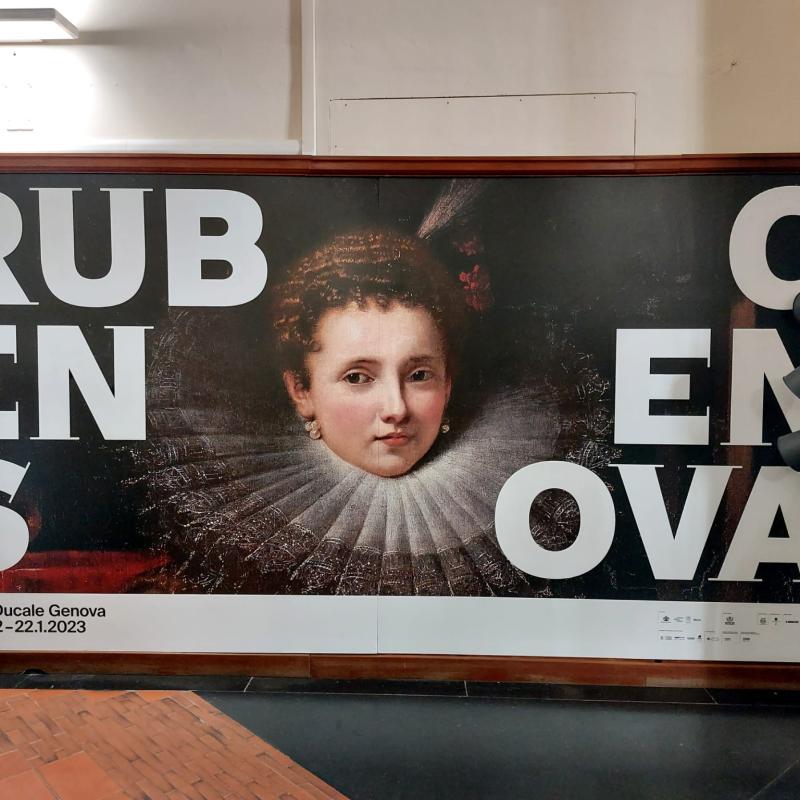 RUB
EN
S
G
EN
OVA
Ducale Genova
2–22.1.2023